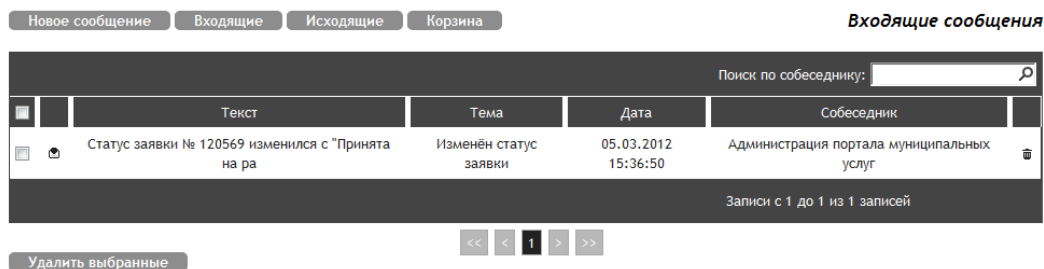 Новое сообщение Входящие Исходящие Корзина Входящие сообщения
Поиск по собеседнику:
Текст Тема Дата Собеседник
Статус заявки № 120569 изменился с "Принята Изменён статус 05.03.2012 Администрация портала муниципальных
на ра заявки 15:36:50 услуг
Записи с 1 до 1 из 1 записей
<< < 1 > >>
Удалить выбранные